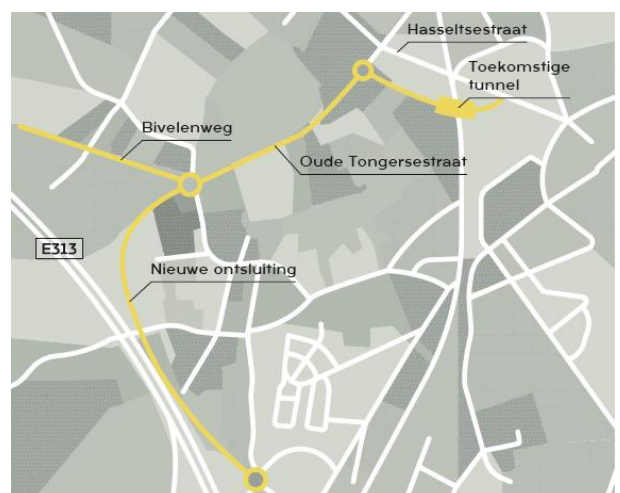 Hasseltsestraat
Toekomstige
tunnel
Bivelenweg
Oude Tongersestraat
E313
Nieuwe ontsluiting